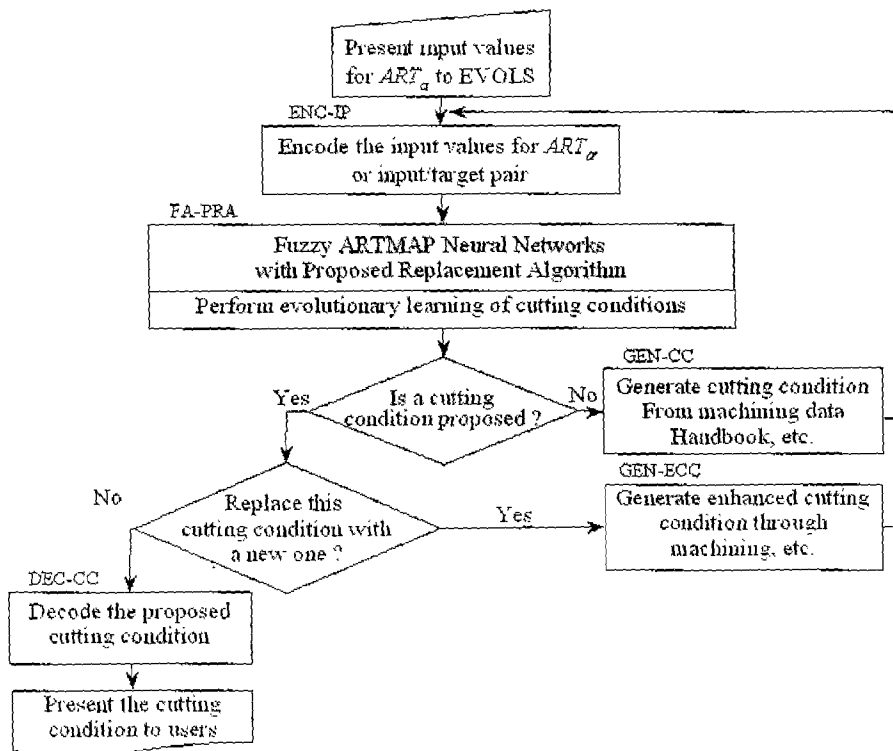 Present input values
for ARTa to EVOLS
ENC-IP
Encode the input values for ARTa,
or input/target pair
FA-PRA
Fuzzy ARTMAP Neural Networks
with Proposed Replacement Algorithm
Perform evolutionary learning of cutting conditions
Yes
Is a cutting
condition proposed ?
No
GEN-CC
Generate cutting condition
From machining data
Handbook, etc.
No
Replace this
cutting condition with
a new one ?
Yes
GEN-ECC
Generate enhanced cutting
condition through
machining, etc.
DEC-CC
Decode the proposed
cutting condition
Present the cutting
condition to users